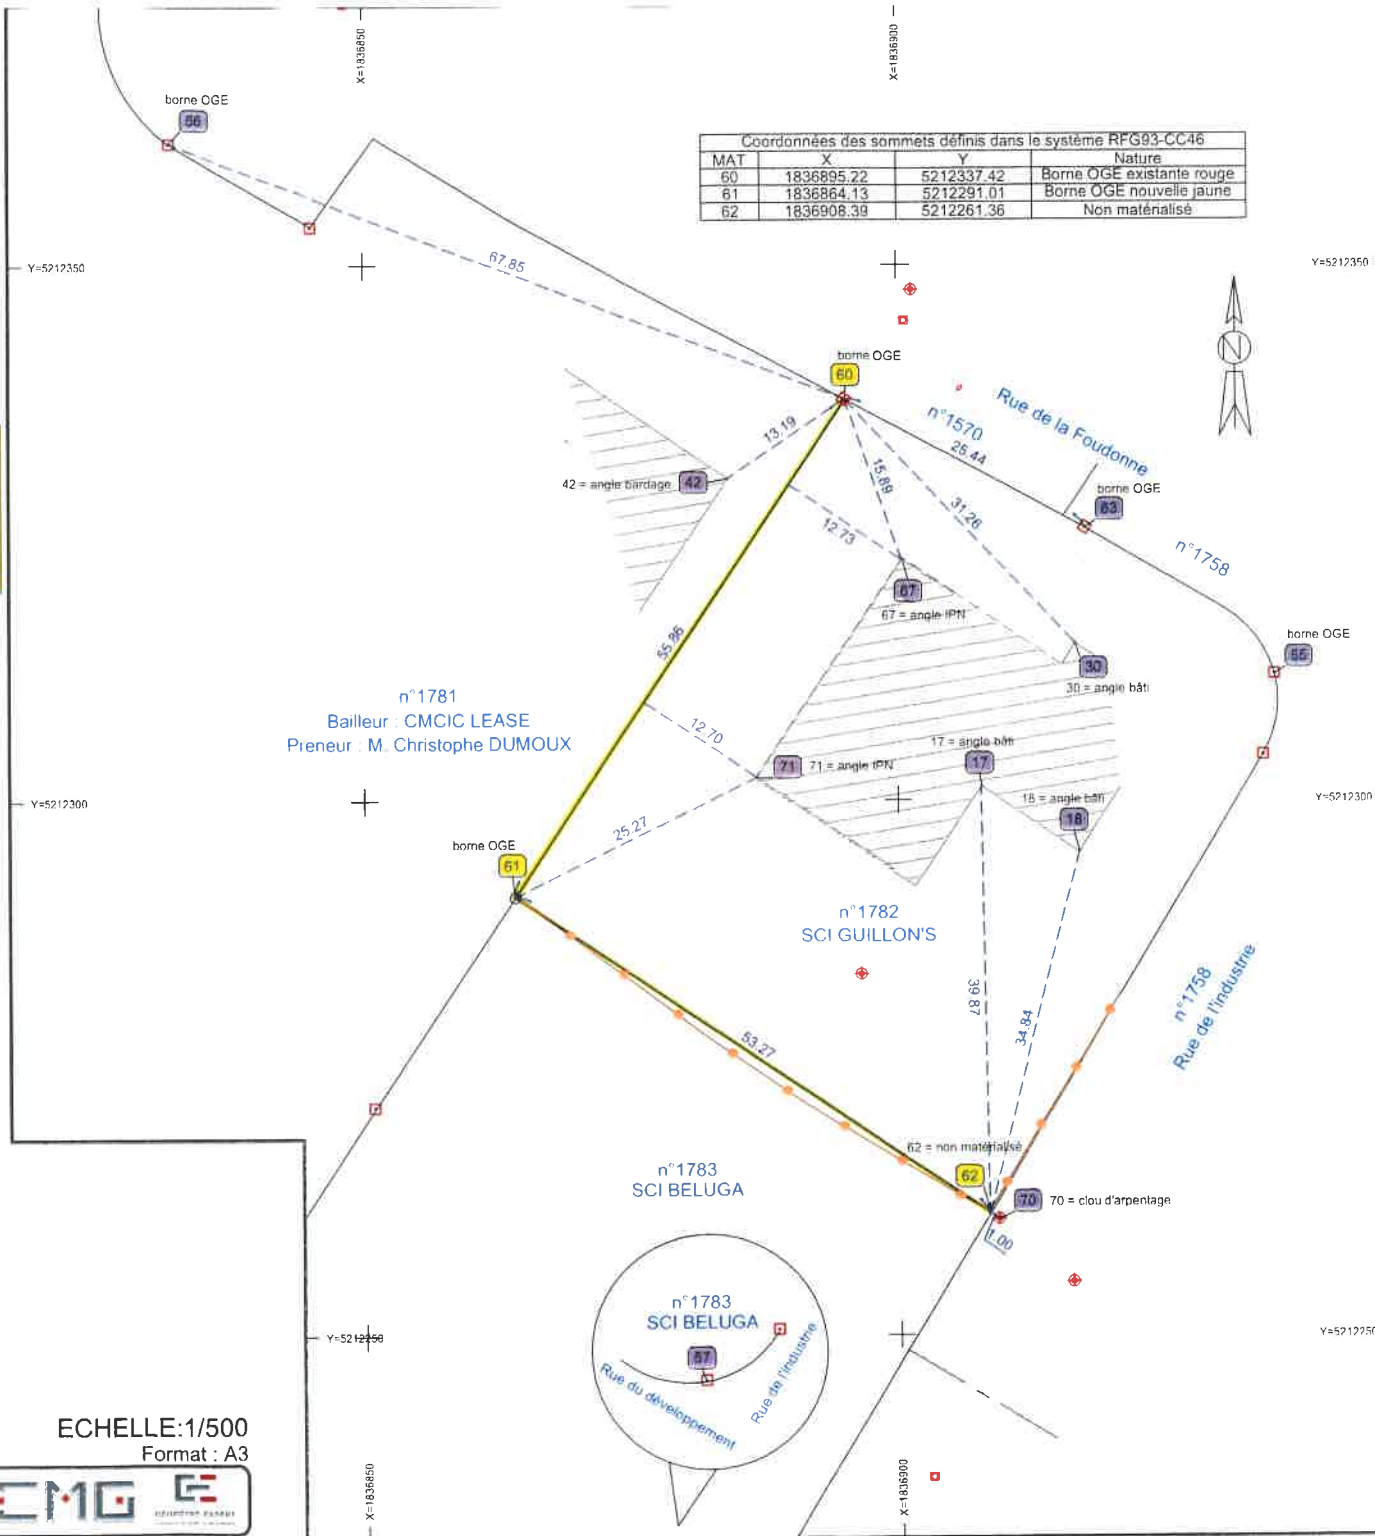 X=1836850
X=1836900
borne OGE
66
Coordonnées des sommets définis dans le système RFG93-CC46
MAT X Y Nature
60 1836895.22 5212337.42 Borne OGE existante rouge
61 1836864.13 5212291.01 Borne OGE nouvelle jaune
62 1836908.39 5212261.36 Non matérialisé
Y=5212350
67.85
Y=5212350
N
borne OGE
60
Rue de la Foudonne
n°1570
25.44
13.19
15.89
31.26
42 = angle bardage
42
borne OGE
63
12.73
n°1758
67
67 = angle IPN
borne OGE
65
55.86
30
30 = angle bâti
n°1781
Bailleur : CMCIC LEASE
Preneur : M. Christophe DUMOUX
12.70
17 = angle bâti
17
71
71 = angle IPN
18 = angle bâti
18
Y=5212300
Y=5212300
25.27
borne OGE
61
n°1782
SCI GUILLON'S
39.87
34.84
n°1758
Rue de l'industrie
53.27
62 = non matérialisé
62
70
70 = clou d'arpentage
1.00
n°1783
SCI BELUGA
n°1783
SCI BELUGA
57
Rue du développement
Rue de l'industrie
Y=5212250
Y=5212250
ECHELLE:1/500
Format : A3
CMG
GE
GÉOMÈTRE-EXPERT
X=1836850
X=1836900